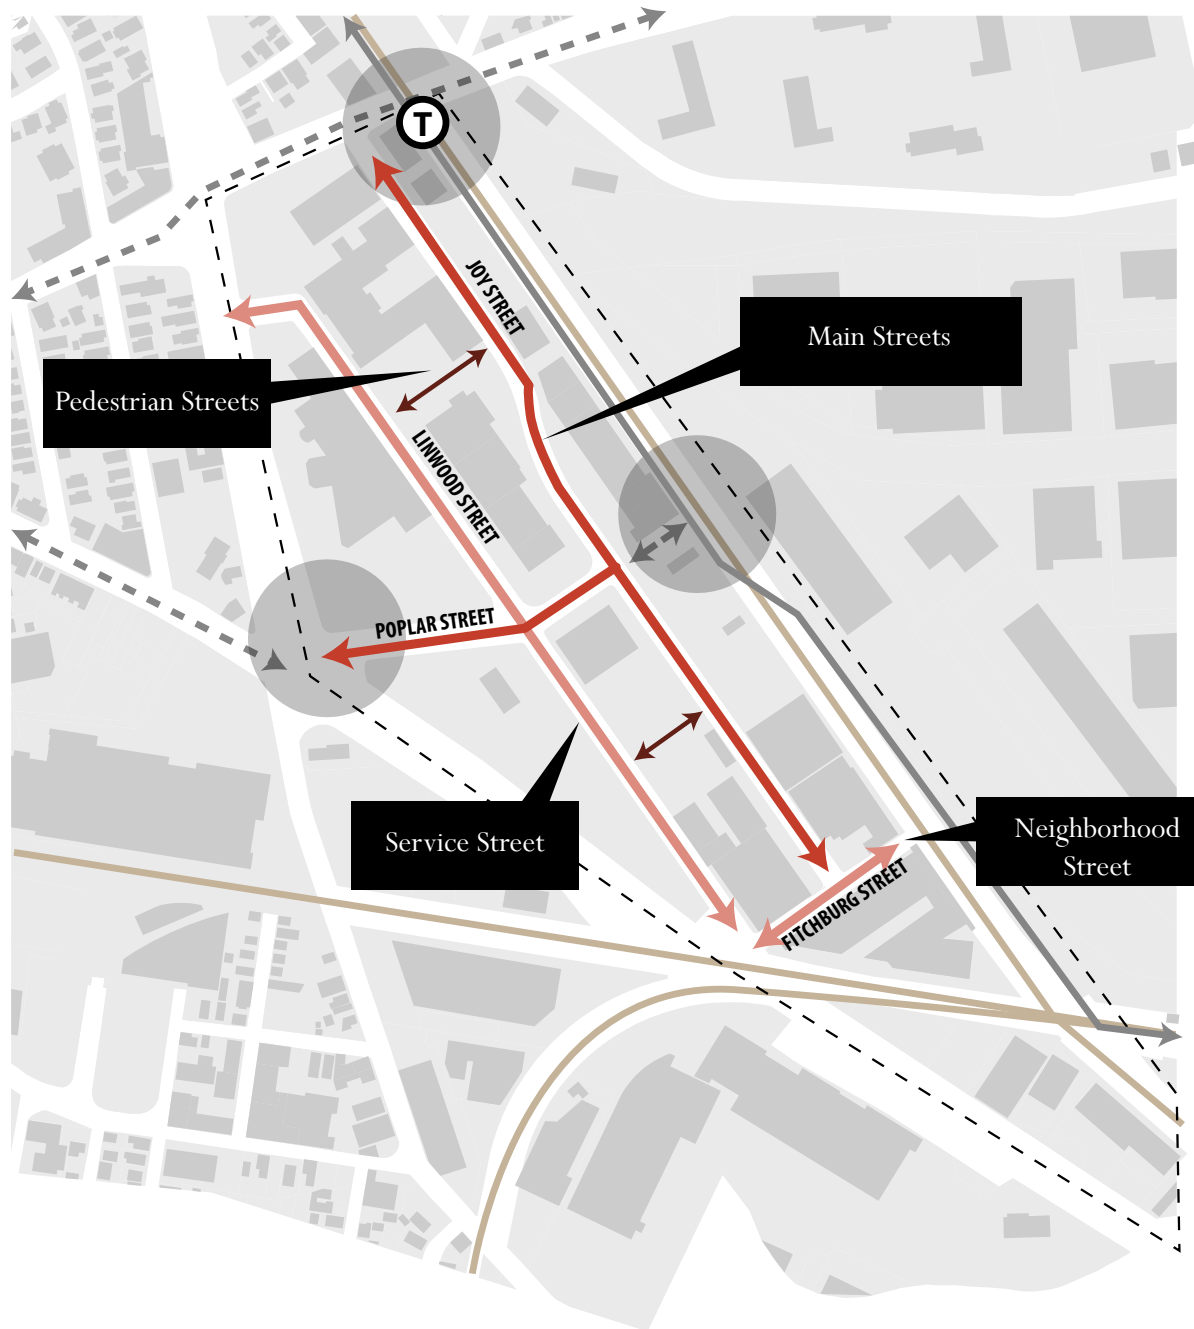 T
JOY STREET
Main Streets
Pedestrian Streets
LINWOOD STREET
POPLAR STREET
Service Street
Neighborhood
Street
FITCHBURG STREET